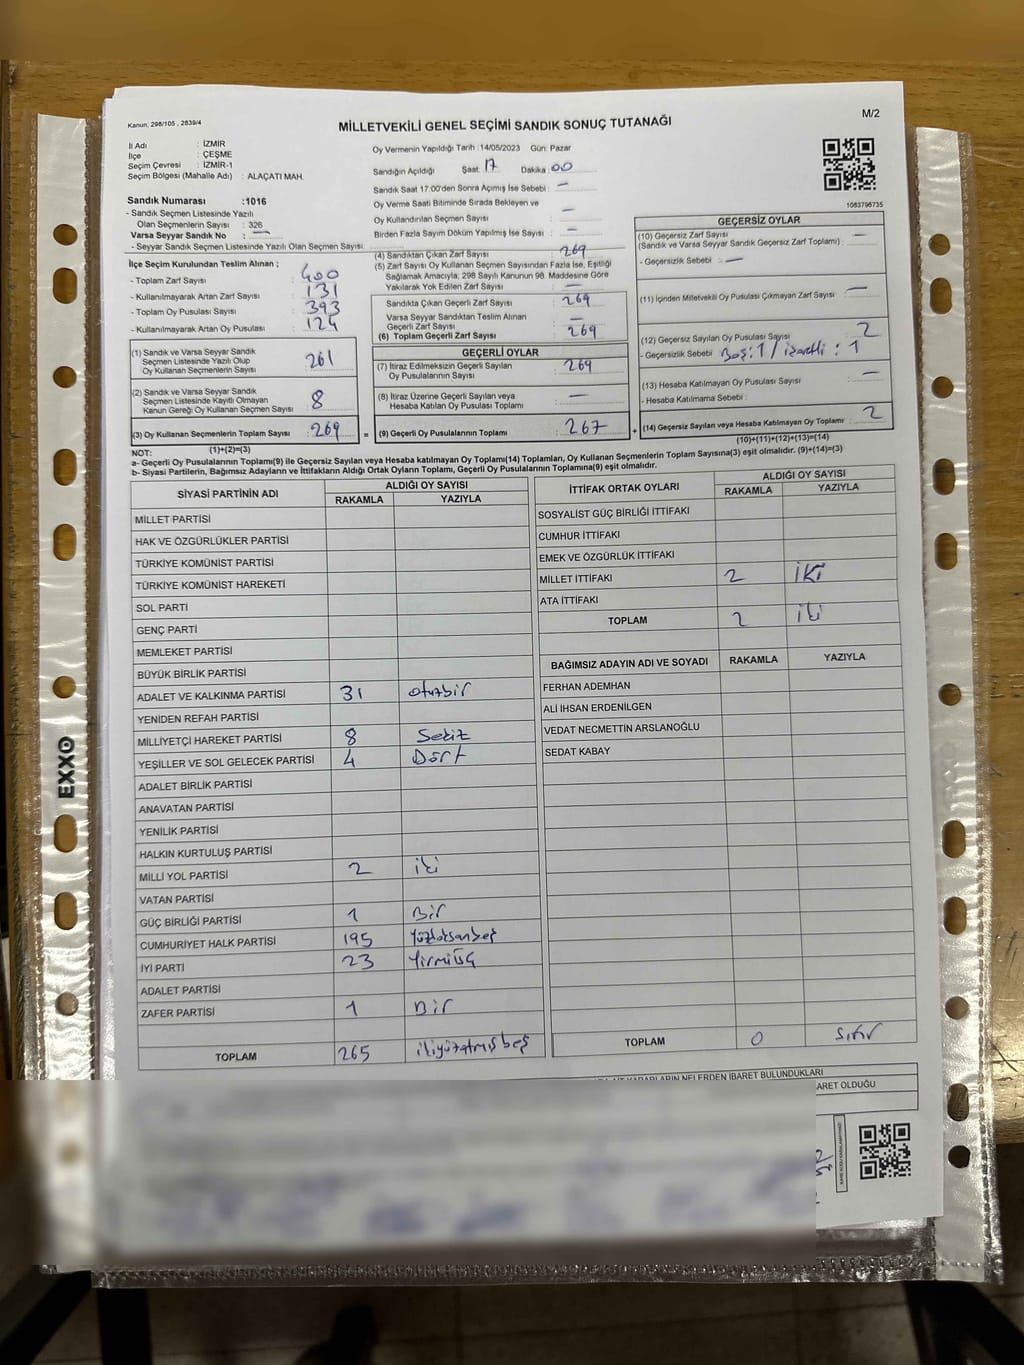 Kanun, 298/105 , 2839/4
MİLLETVEKİLİ GENEL SEÇİMİ SANDIK SONUÇ TUTANAĞI
M/2
İl Adı : İZMİR
İlçe : ÇEŞME
Seçim Çevresi : İZMİR-1
Seçim Bölgesi (Mahalle Adı) : ALAÇATI MAH.
Sandık Numarası :1016
- Sandık Seçmen Listesinde Yazılı
Olan Seçmenlerin Sayısı : 326
Varsa Seyyar Sandık No : —
- Seyyar Sandık Seçmen Listesinde Yazılı Olan Seçmen Sayısı:
Oy Vermenin Yapıldığı Tarih :14/05/2023 Gün: Pazar
Sandığın Açıldığı Saat: 17 Dakika: 00
Sandık Saat 17:00'den Sonra Açımış İse Sebebi : —
Oy Verme Saati Bitiminde Sırada Bekleyen ve
Oy Kullandırılan Seçmen Sayısı : —
Birden Fazla Sayım Döküm Yapılmış İse Sayısı : —
1083796735
İlçe Seçim Kurulundan Teslim Alınan ;
- Toplam Zarf Sayısı : 400
- Kullanılmayarak Artan Zarf Sayısı : 131
- Toplam Oy Pusulası : 393
- Kullanılmayarak Artan Oy Pusulası : 124
(1) Sandık ve Varsa Seyyar Sandık
Seçmen Listesinde Yazılı Olup
Oy Kullanan Seçmenlerin Sayısı : 261
(2) Sandık ve Varsa Seyyar Sandık
Seçmen Listesinde Kayıtlı Olmayan
Kanun Gereği Oy Kullanan Seçmen Sayısı : 8
(3) Oy Kullanan Seçmenlerin Toplam Sayısı : 269
(1)+(2)=(3)
(4) Sandıktan Çıkan Zarf Sayısı : 269
(5) Zarf Sayısı Oy Kullanan Seçmen Sayısından Fazla İse, Eşitliği
Sağlamak Amacıyla; 298 Sayılı Kanunun 98. Maddesine Göre
Yakılarak Yok Edilen Zarf Sayısı : —
Sandıkta Çıkan Geçerli Zarf Sayısı : 269
Varsa Seyyar Sandıktan Teslim Alınan
Geçerli Zarf Sayısı : —
(6) Toplam Geçerli Zarf Sayısı : 269
GEÇERLİ OYLAR
(7) İtiraz Edilmeksizin Geçerli Sayılan
Oy Pusulalarının Sayısı : 269
(8) İtiraz Üzerine Geçerli Sayılan veya
Hesaba Katılan Oy Pusulası Toplamı : —
= (9) Geçerli Oy Pusulalarının Toplamı : 267 +
GEÇERSİZ OYLAR
(10) Geçersiz Zarf Sayısı
(Sandık ve Varsa Seyyar Sandık Geçersiz Zarf Toplamı) : —
- Geçersizlik Sebebi : —
(11) İçinden Milletvekili Oy Pusulası Çıkmayan Zarf Sayısı : —
(12) Geçersiz Sayılan Oy Pusulası Sayısı : 2
- Geçersizlik Sebebi Boş:1 / işaretli : 1
(13) Hesaba Katılmayan Oy Pusulası Sayısı : —
- Hesaba Katılmama Sebebi :
(14) Geçersiz Sayılan veya Hesaba Katılmayan Oy Toplamı : 2
(10)+(11)+(12)+(13)=(14)
NOT:
a- Geçerli Oy Pusulalarının Toplamı(9) ile Geçersiz Sayılan veya Hesaba Katılmayan Oy Toplamı(14) Toplamları, Oy Kullanan Seçmenlerin Toplam Sayısına(3) eşit olmalıdır. (9)+(14)=(3)
b- Siyasi Partilerin, Bağımsız Adayların ve İttifakların Aldığı Ortak Oyların Toplamı, Geçerli Oy Pusulalarının Toplamına(9) eşit olmalıdır.
SİYASİ PARTİNİN ADI ALDIĞI OY SAYISI
RAKAMLA YAZIYLA
MİLLET PARTİSİ
HAK VE ÖZGÜRLÜKLER PARTİSİ
TÜRKİYE KOMÜNİST PARTİSİ
TÜRKİYE KOMÜNİST HAREKETİ
SOL PARTİ
GENÇ PARTİ
MEMLEKET PARTİSİ
BÜYÜK BİRLİK PARTİSİ
ADALET VE KALKINMA PARTİSİ 31 otuzbir
YENİDEN REFAH PARTİSİ
MİLLİYETÇİ HAREKET PARTİSİ 8 Sekiz
YEŞİLLER VE SOL GELECEK PARTİSİ 4 Dört
ADALET BİRLİK PARTİSİ
ANAVATAN PARTİSİ
YENİLİK PARTİSİ
HALKIN KURTULUŞ PARTİSİ
MİLLİ YOL PARTİSİ 2 iki
VATAN PARTİSİ
GÜÇ BİRLİĞİ PARTİSİ 1 Bir
CUMHURİYET HALK PARTİSİ 195 Yüzdoksanbeş
İYİ PARTİ 23 Yirmiüç
ADALET PARTİSİ
ZAFER PARTİSİ 1 Bir
TOPLAM 265 ikiyüzatmışbeş
İTTİFAK ORTAK OYLARI ALDIĞI OY SAYISI
RAKAMLA YAZIYLA
SOSYALİST GÜÇ BİRLİĞİ İTTİFAKI
CUMHUR İTTİFAKI
EMEK VE ÖZGÜRLÜK İTTİFAKI
MİLLET İTTİFAKI 2 İKİ
ATA İTTİFAKI
TOPLAM 2 iki
BAĞIMSIZ ADAYIN ADI VE SOYADI RAKAMLA YAZIYLA
FERHAN ADEMHAN
ALİ İHSAN ERDENİLGEN
VEDAT NECMETTİN ARSLANOĞLU
SEDAT KABAY
TOPLAM 0 Sıfır
KARARLARIN NELERDEN İBARET BULUNDUKLARI
BARET OLDUĞU
EXXO